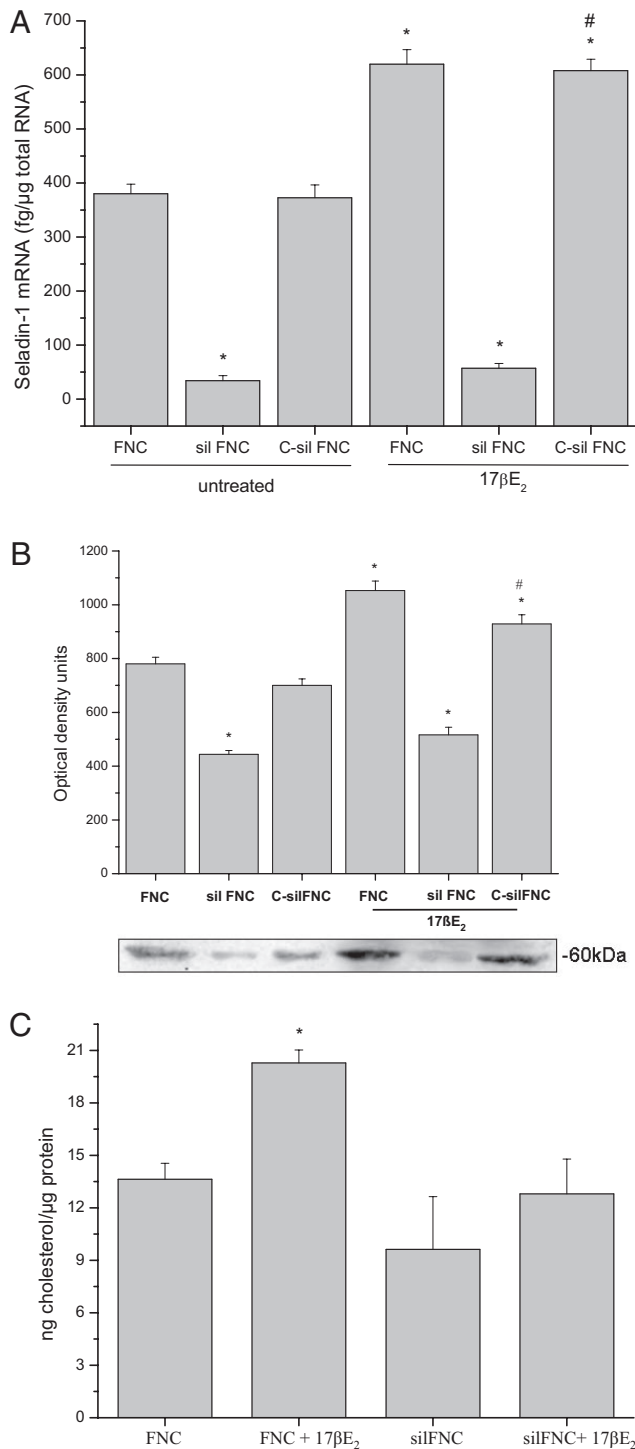 A
Seladin-1 mRNA (fg/μg total RNA)
700
600
500
400
300
200
100
0
*
*
*
#
*
FNC sil FNC C-sil FNC FNC sil FNC C-sil FNC
untreated 17βE₂
B
Optical density units
1200
1000
800
600
400
200
0
*
*
*
#
*
FNC sil FNC C-silFNC FNC sil FNC C-silFNC
17ßE₂
-60kDa
C
ng cholesterol/μg protein
21
18
15
12
9
6
3
0
*
FNC FNC + 17βE₂ silFNC silFNC+ 17βE₂